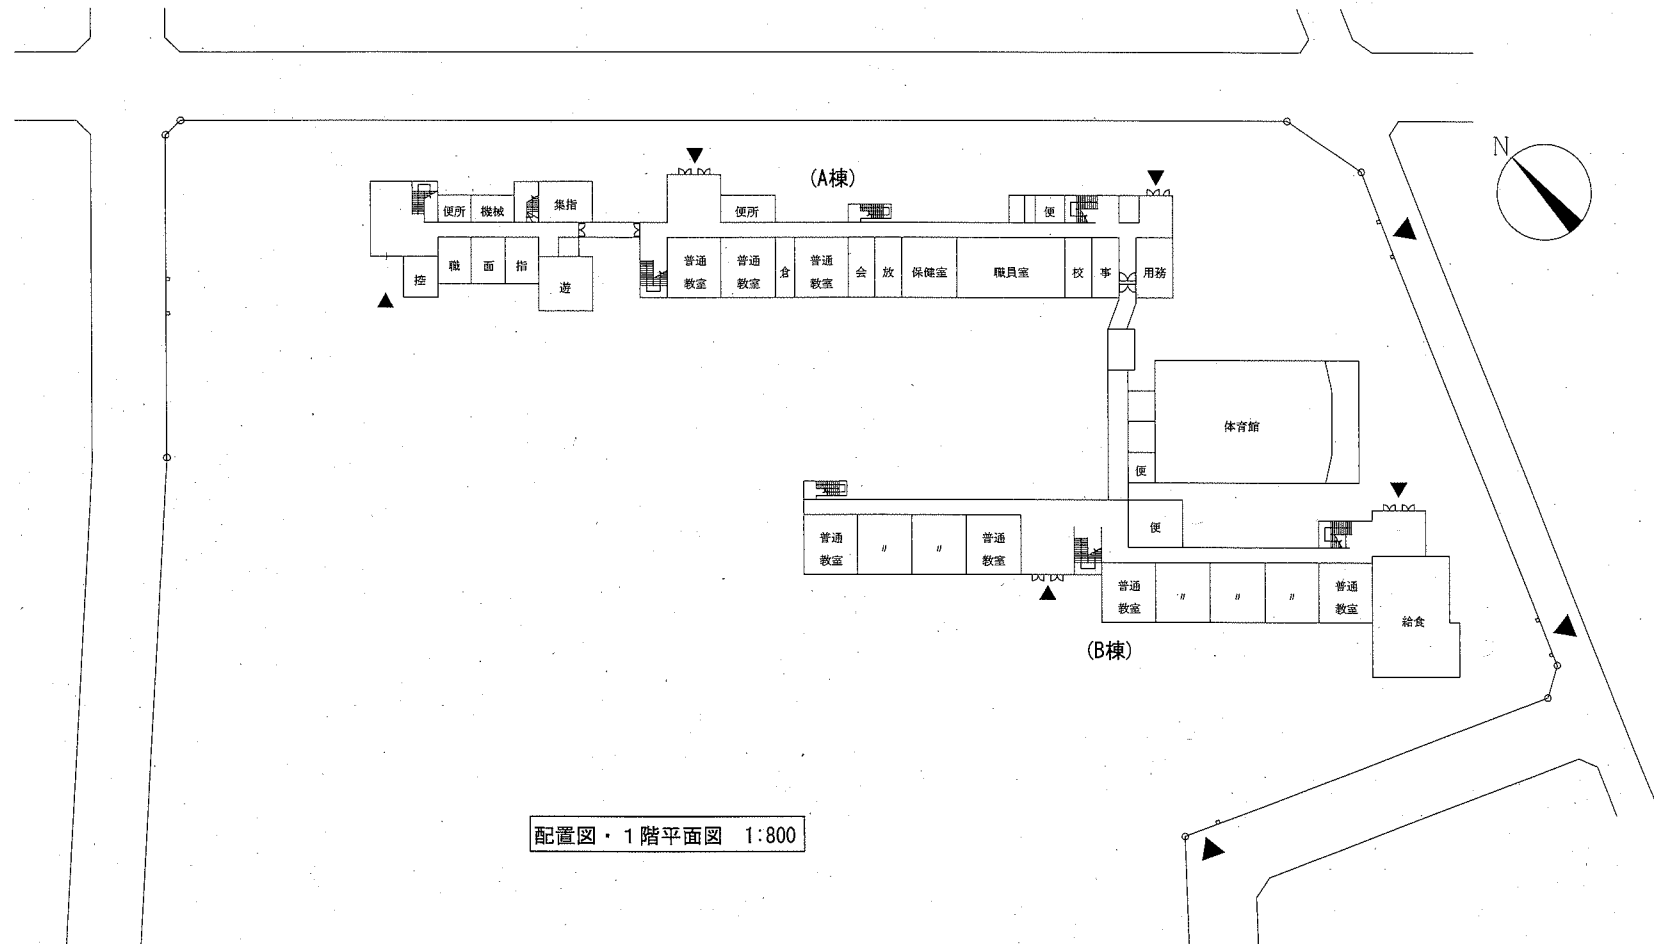 N
(A棟)
便所
機械
集指
便所
便
控
職
面
指
遊
普通
教室
普通
教室
倉
普通
教室
会
放
保健室
職員室
校
事
用務
体育館
便
便
普通
教室
〃
〃
普通
教室
普通
教室
〃
〃
〃
普通
教室
給食
(B棟)
配置図・1階平面図 1:800